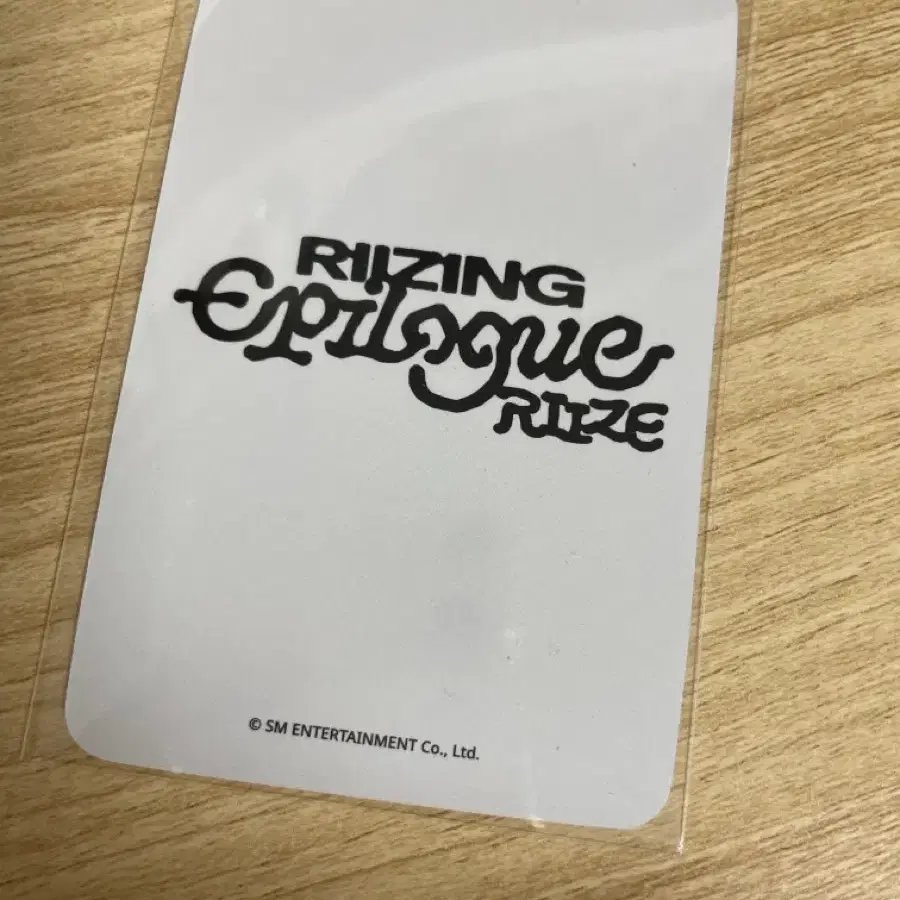 RIIZING
Epilogue
RIIZE
© SM ENTERTAINMENT Co., Ltd.